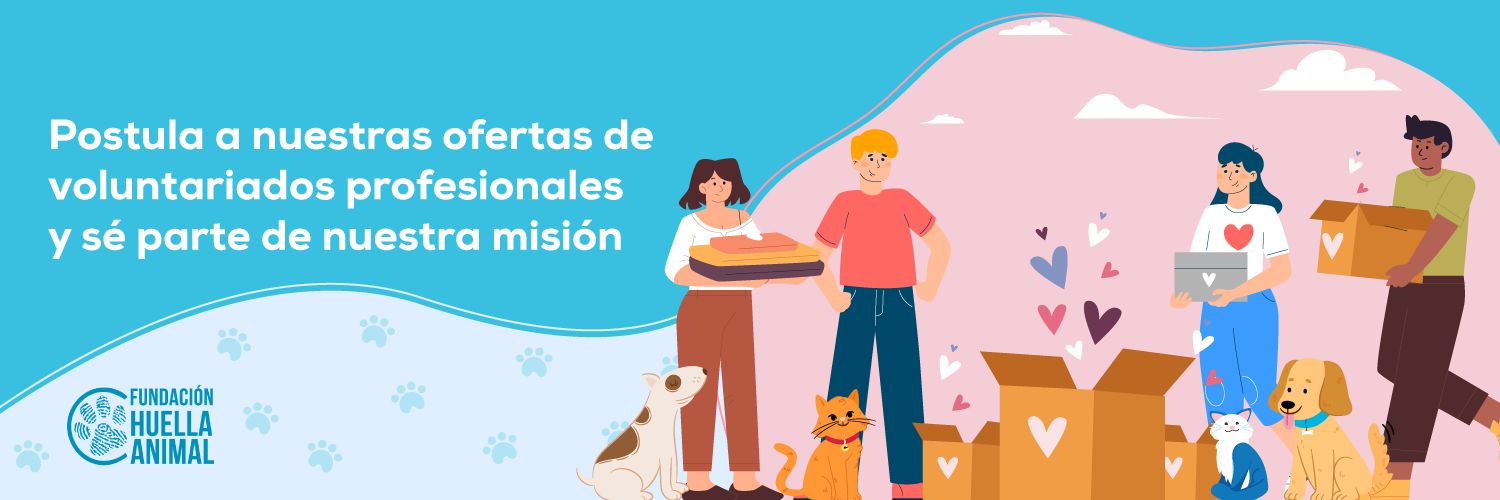 Postula a nuestras ofertas de
voluntariados profesionales
y sé parte de nuestra misión
FUNDACIÓN
HUELLA
ANIMAL